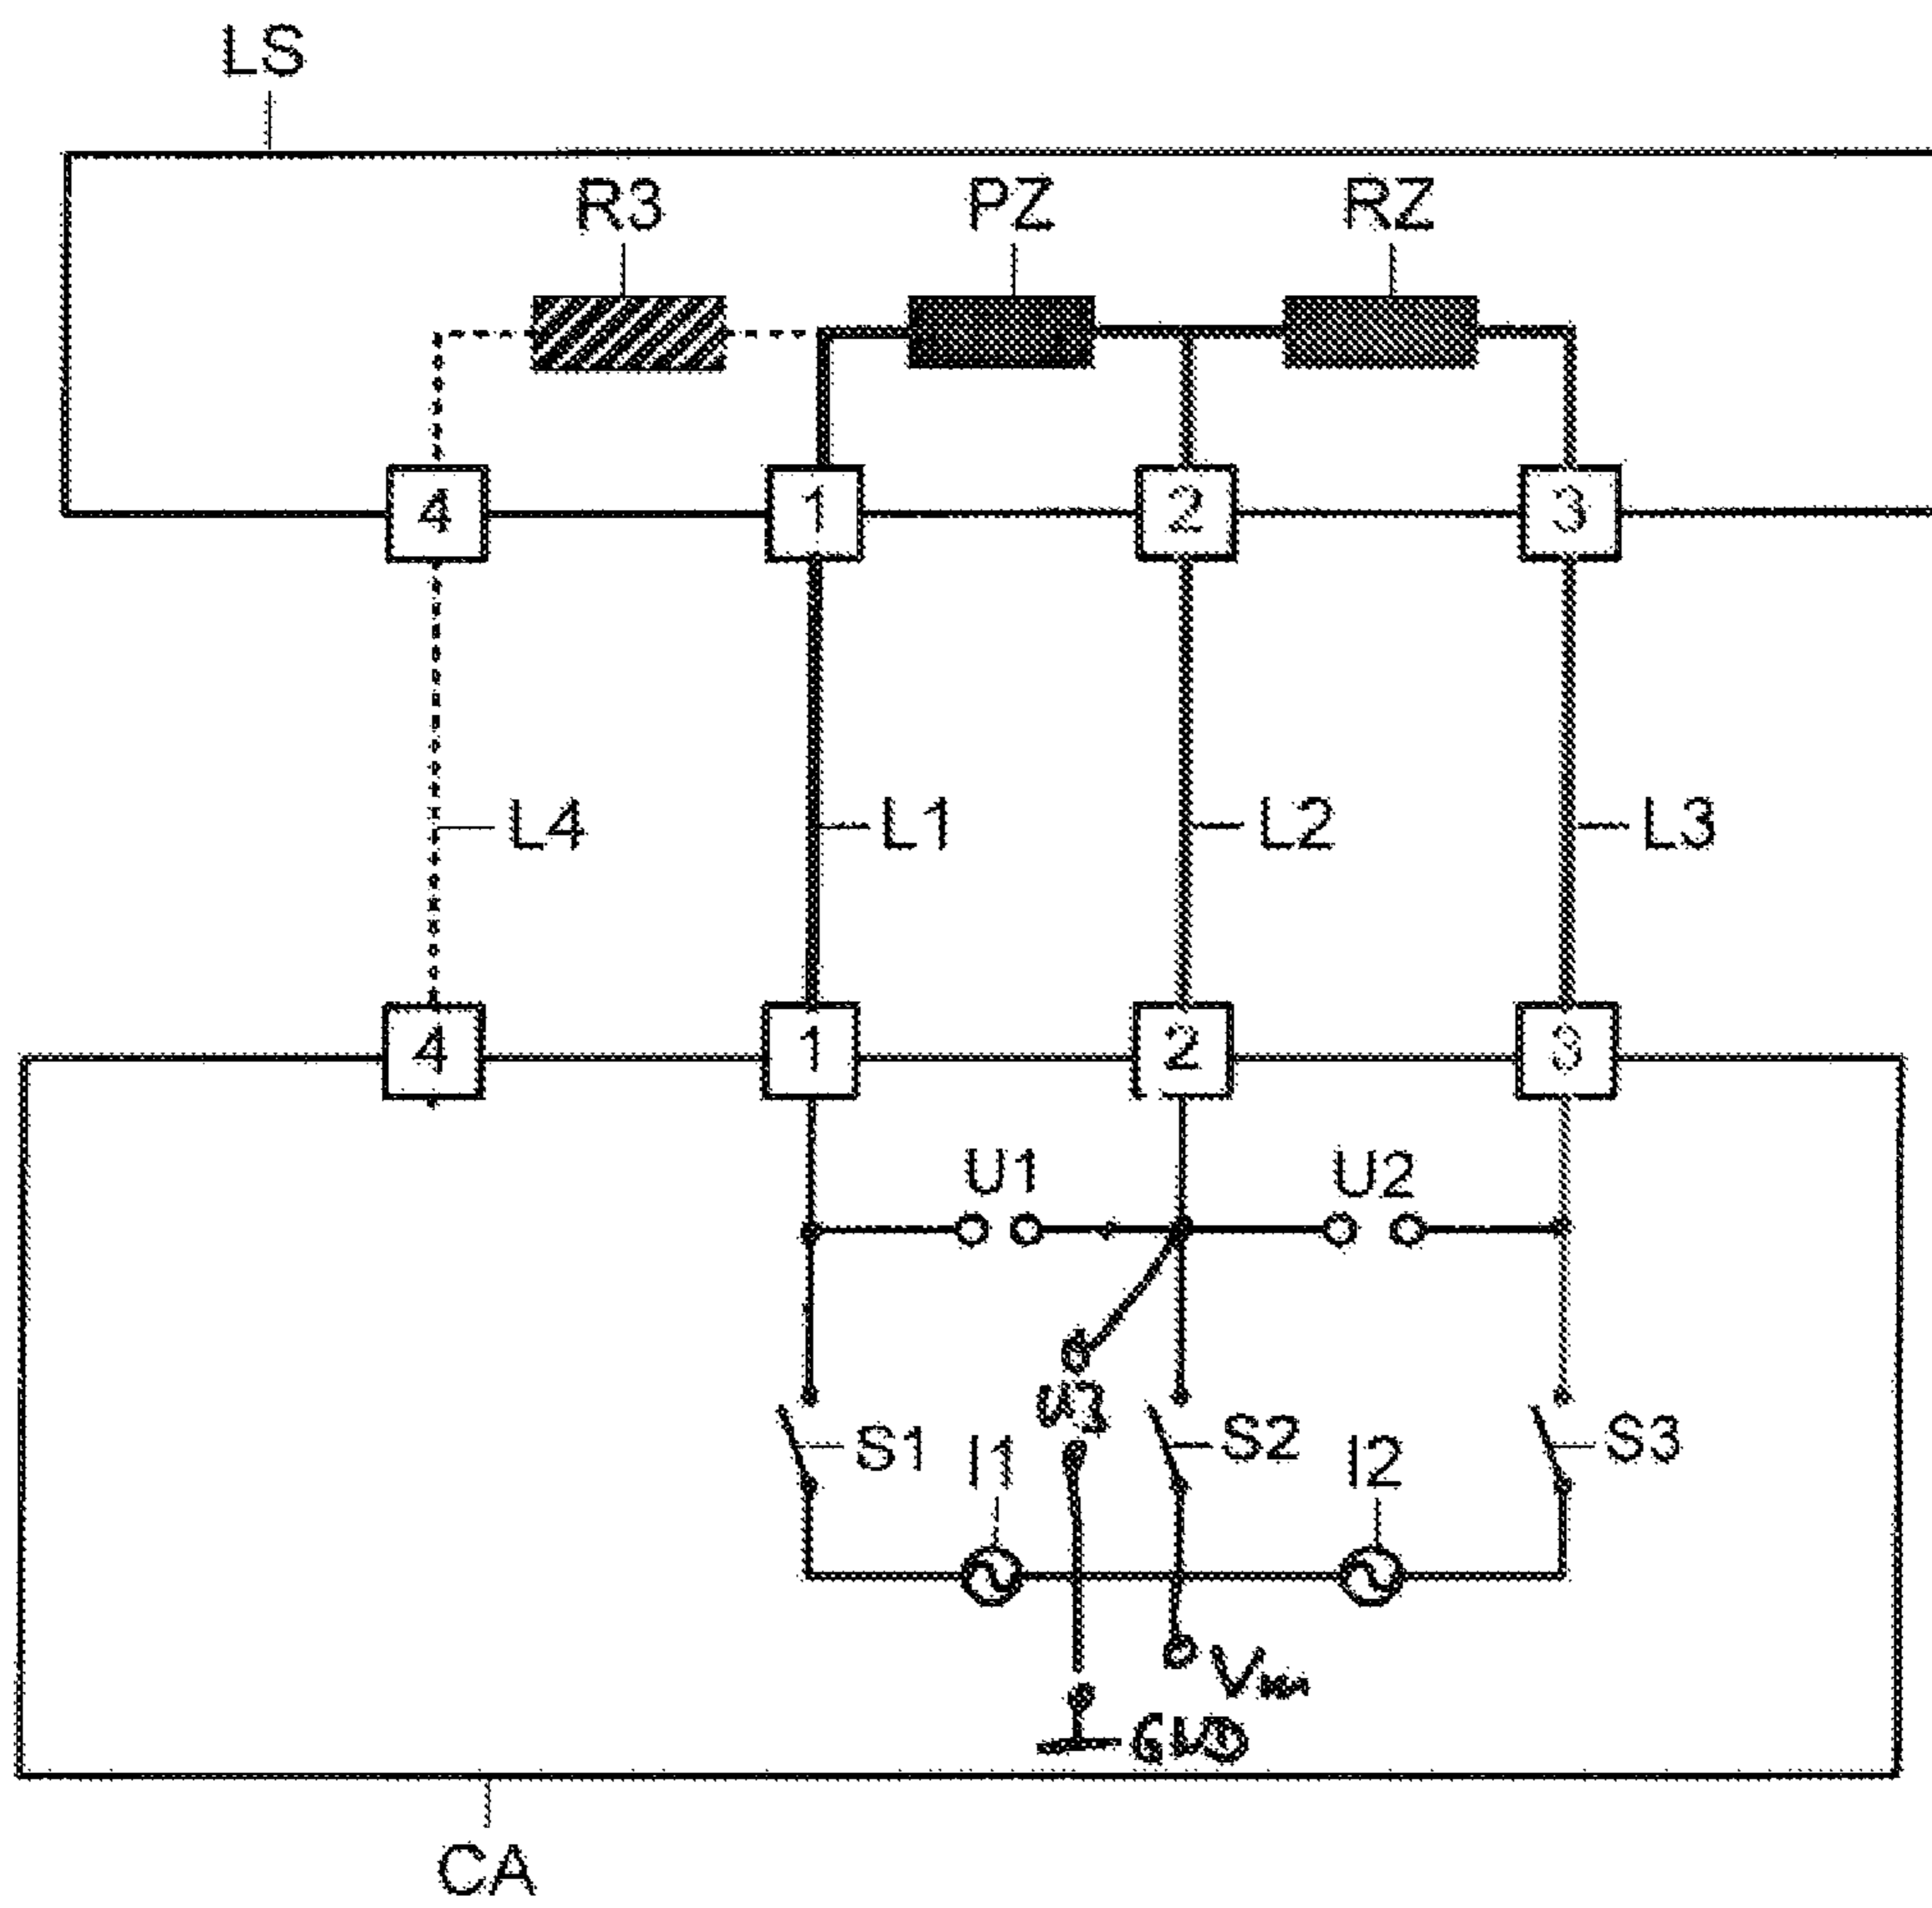 LS
R3 PZ RZ
4 1 2 3
L4 L1 L2 L3
4 1 2 3
U1 U2
U3
S1 I1 S2 I2 S3
GND
CA